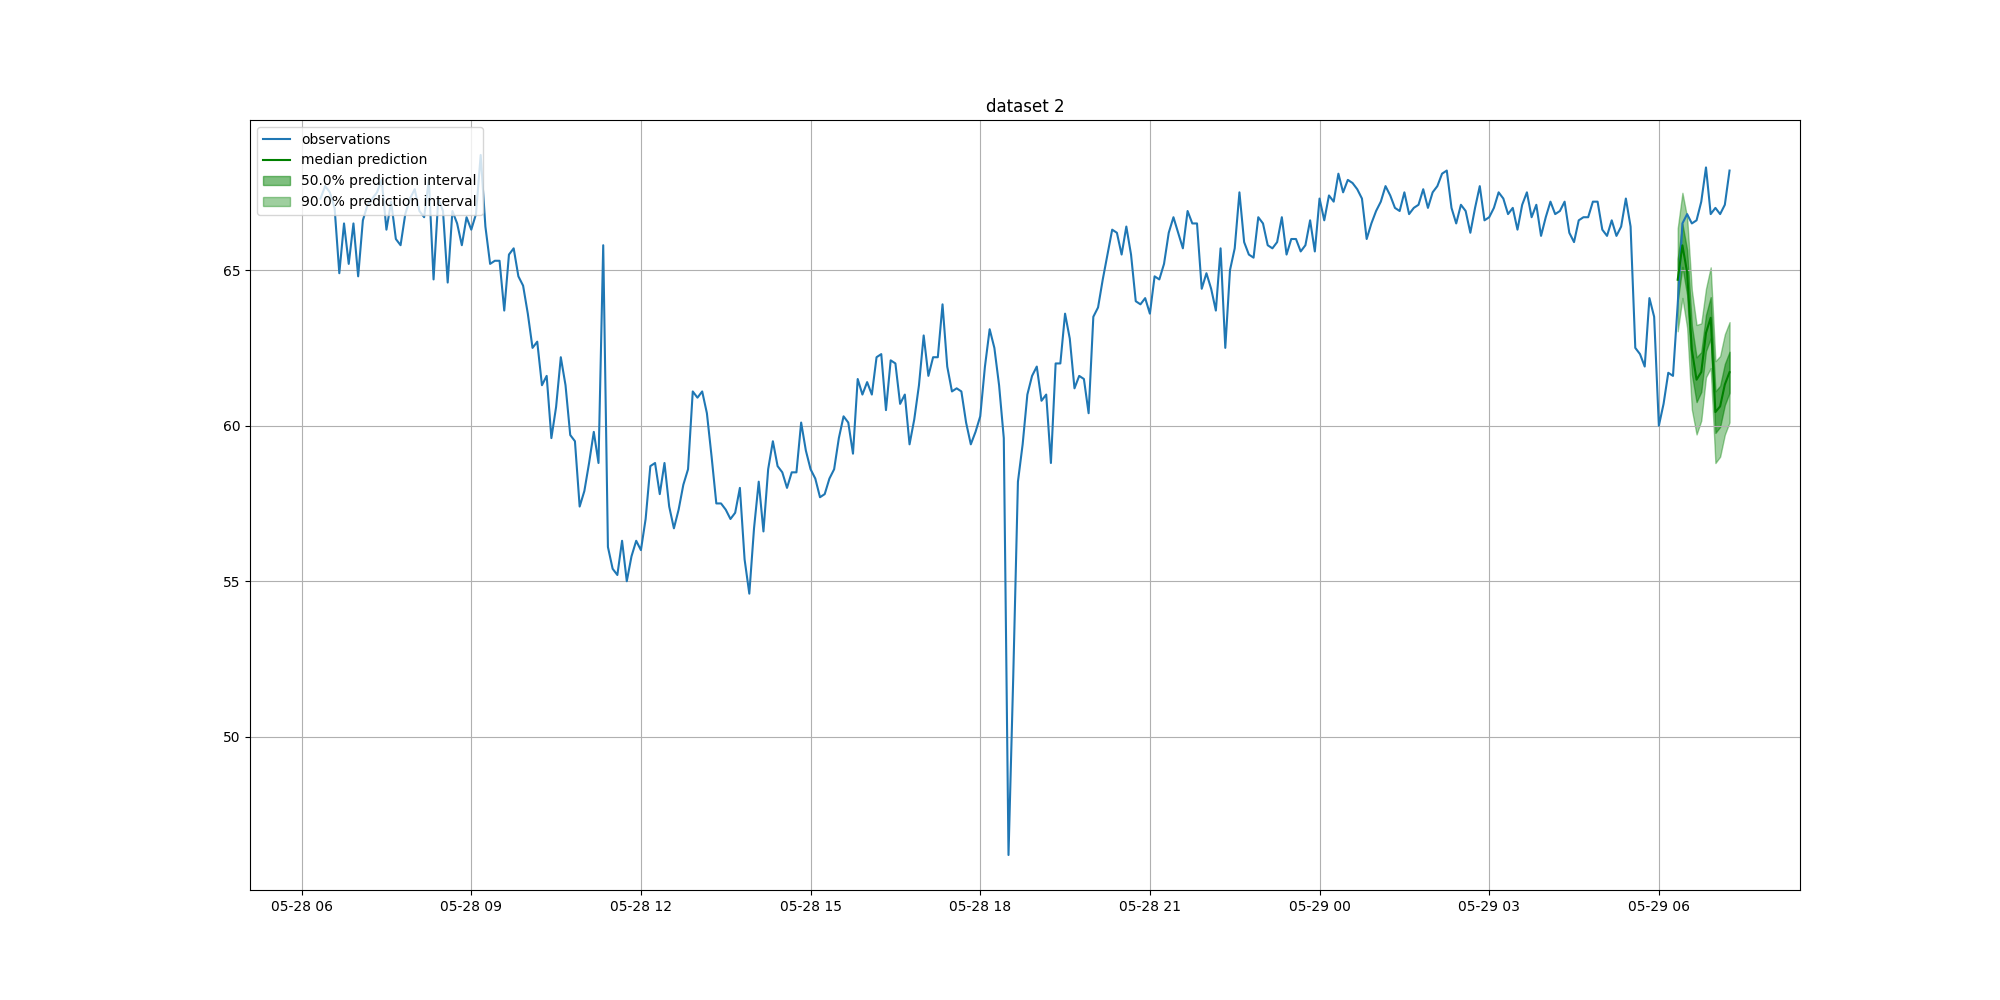 dataset 2
observations
median prediction
50.0% prediction interval
90.0% prediction interval
65
60
55
50
05-28 06
05-28 09
05-28 12
05-28 15
05-28 18
05-28 21
05-29 00
05-29 03
05-29 06